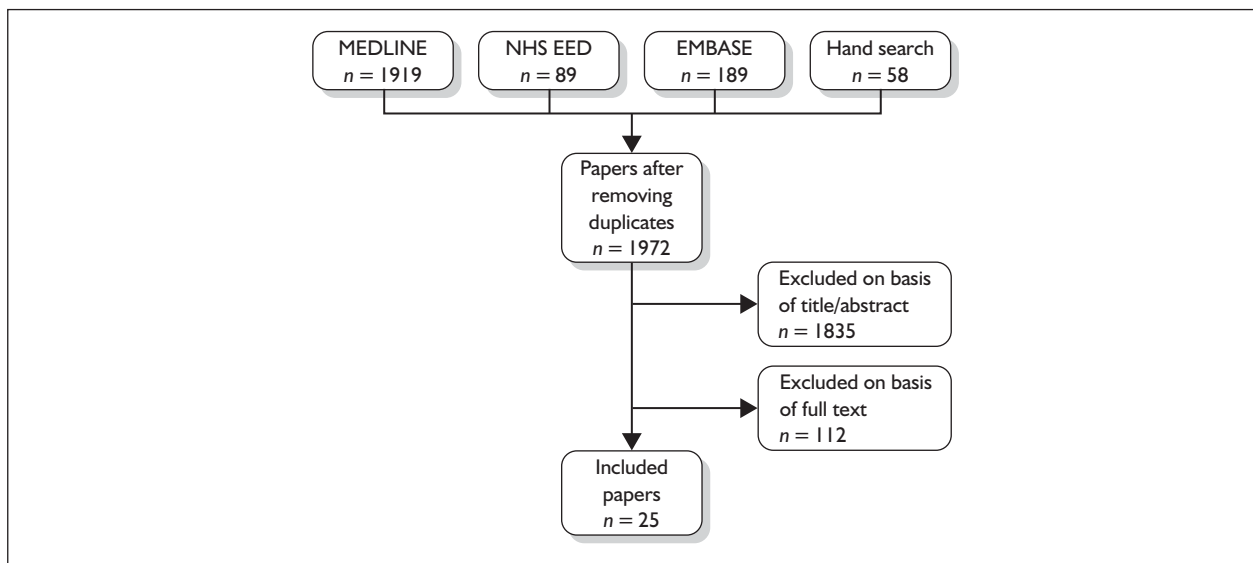 MEDLINE
n = 1919
NHS EED
n = 89
EMBASE
n = 189
Hand search
n = 58
Papers after
removing
duplicates
n = 1972
Excluded on basis
of title/abstract
n = 1835
Excluded on basis
of full text
n = 112
Included
papers
n = 25